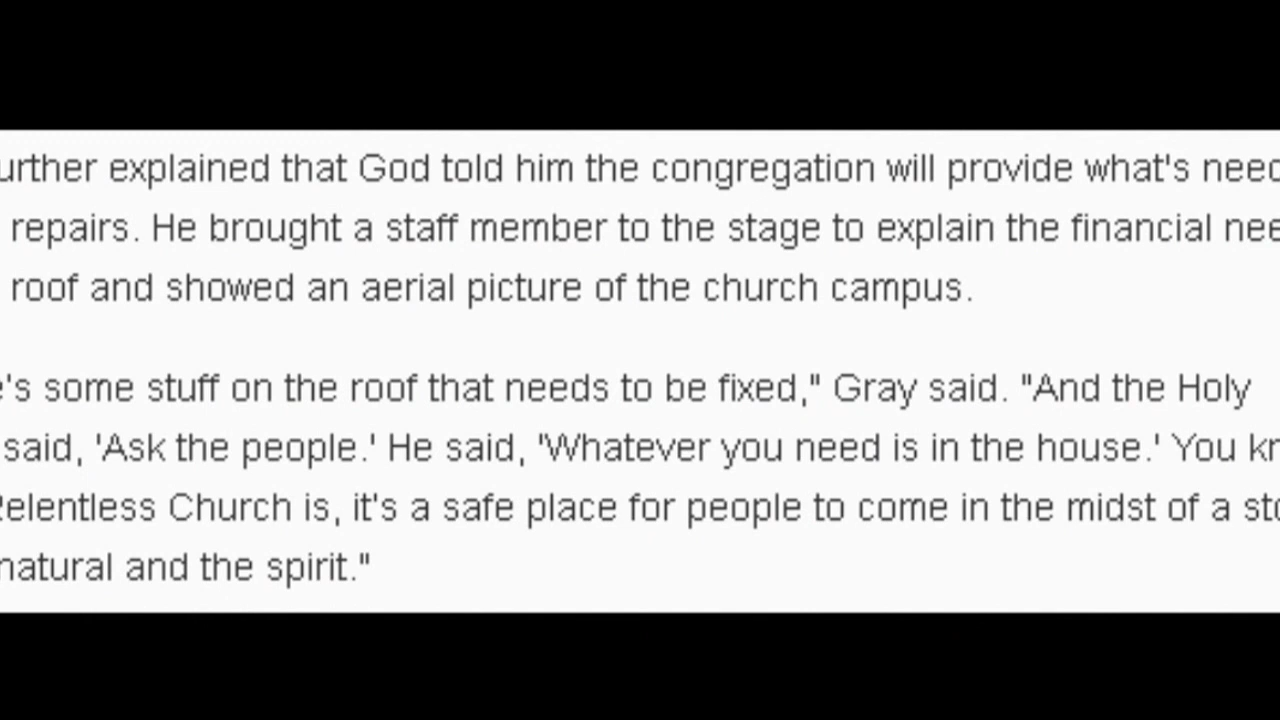 urther explained that God told him the congregation will provide what's need
repairs. He brought a staff member to the stage to explain the financial nee
roof and showed an aerial picture of the church campus.
e's some stuff on the roof that needs to be fixed," Gray said. "And the Holy
said, 'Ask the people.' He said, 'Whatever you need is in the house.' You kn
Relentless Church is, it's a safe place for people to come in the midst of a sto
natural and the spirit."